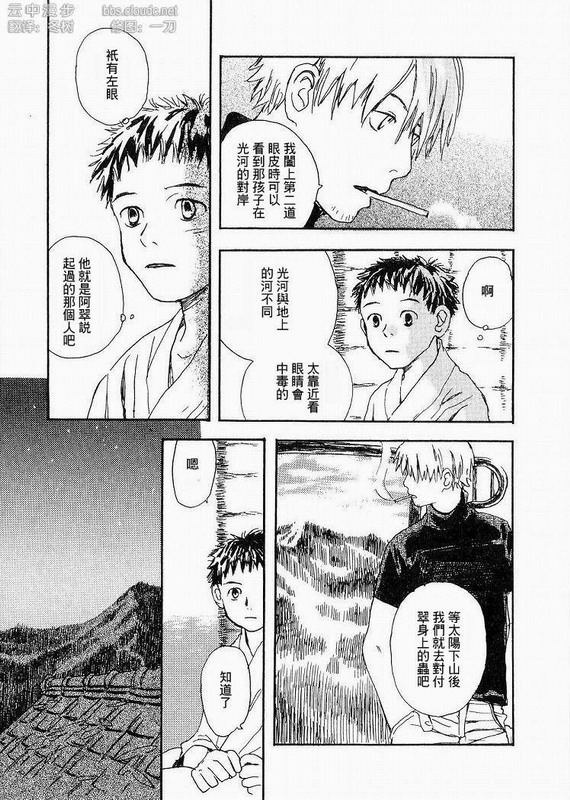 云中漫步 bbs.cloudc.net
翻译：冬树 修图：一刀
我闔上第二道
眼皮時可以
看到那孩子在
光河的對岸
衹有左眼
他就是阿翠説
起過的那個人吧
啊
光河與地上
的河不同
太靠近看
眼睛會
中毒的
等太陽下山後
我們就去對付
翠身上的蟲吧
嗯
知道了